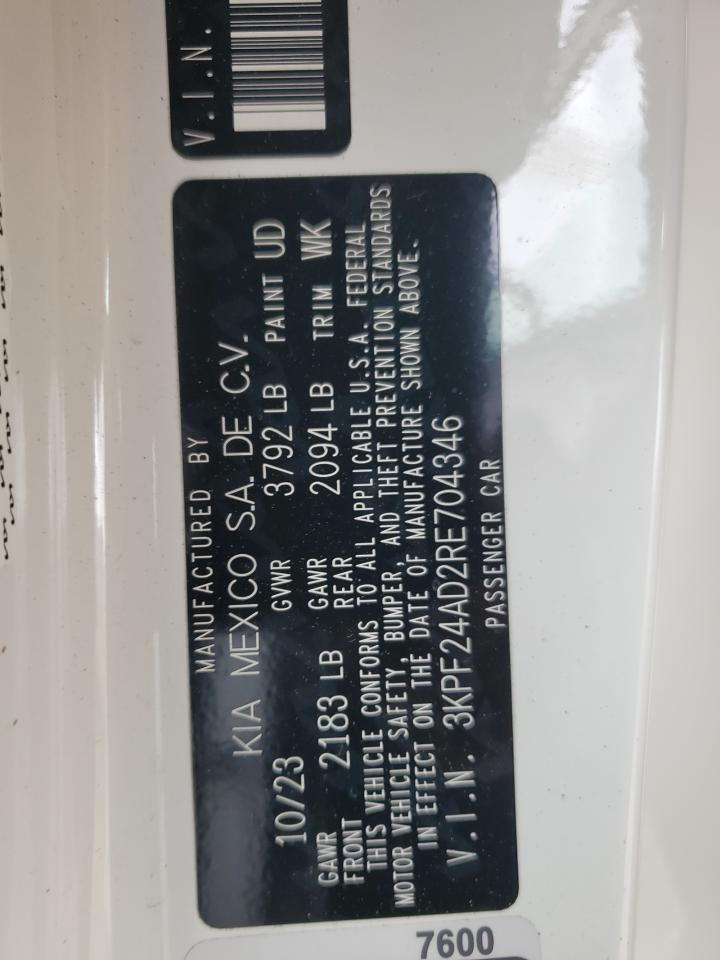 V.I.N.
MANUFACTURED BY
KIA MEXICO S.A. DE C.V.
10/23 GVWR 3792 LB PAINT UD
GAWR FRONT 2183 LB GAWR REAR 2094 LB TRIM WK
THIS VEHICLE CONFORMS TO ALL APPLICABLE U.S.A. FEDERAL
MOTOR VEHICLE SAFETY, BUMPER, AND THEFT PREVENTION STANDARDS
IN EFFECT ON THE DATE OF MANUFACTURE SHOWN ABOVE.
V.I.N. 3KPF24AD2RE704346
PASSENGER CAR
7600